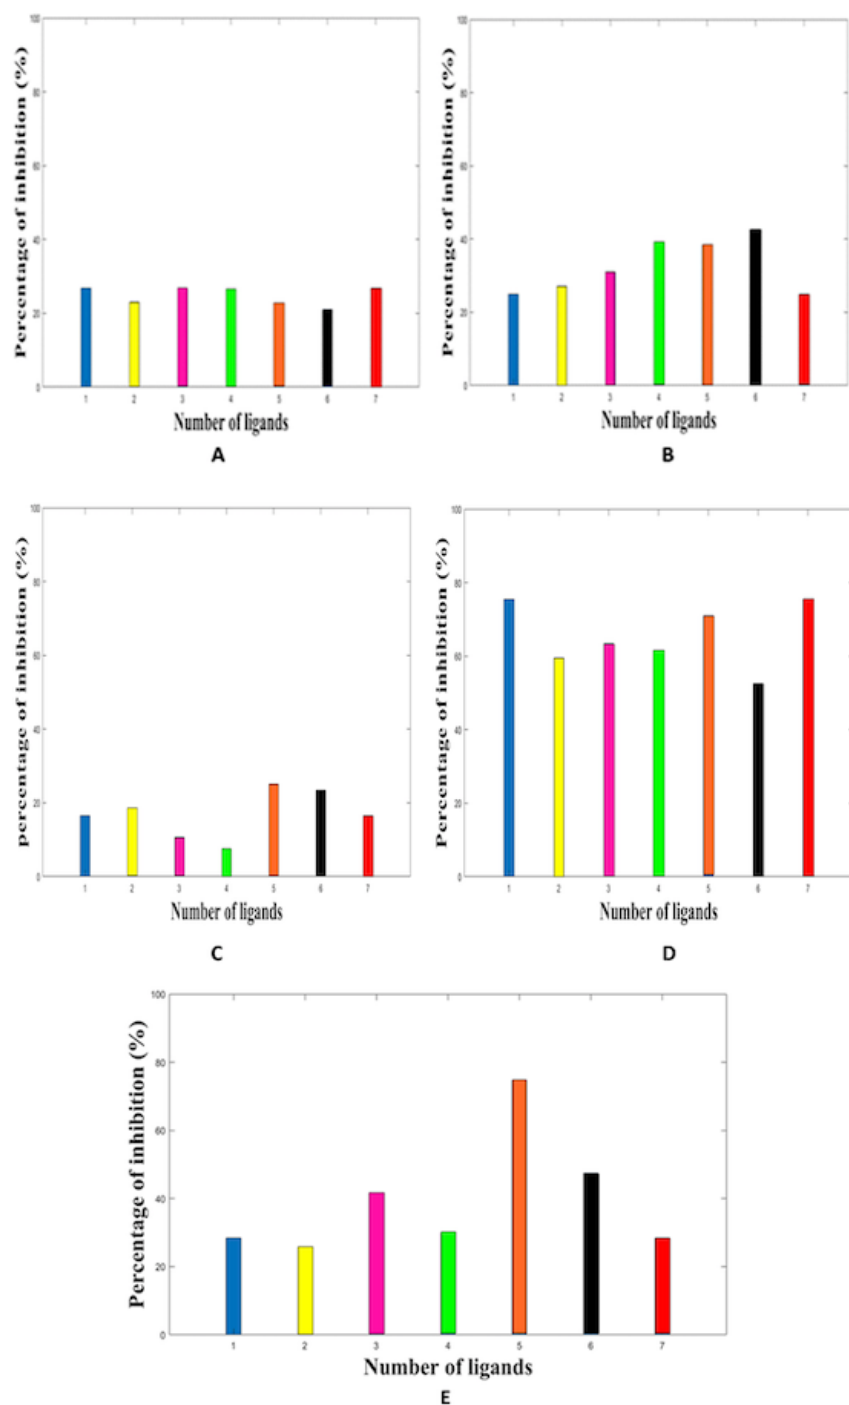 Percentage of inhibition (%)
100
80
60
40
20
0
1 2 3 4 5 6 7
Number of ligands
A
Percentage of inhibition (%)
100
80
60
40
20
0
1 2 3 4 5 6 7
Number of ligands
B
percentage of inhibition (%)
100
80
60
40
20
0
1 2 3 4 5 6 7
Number of ligands
C
Percentage of inhibition (%)
100
80
60
40
20
0
1 2 3 4 5 6 7
Number of ligands
D
Percentage of inhibition (%)
100
80
60
40
20
0
1 2 3 4 5 6 7
Number of ligands
E